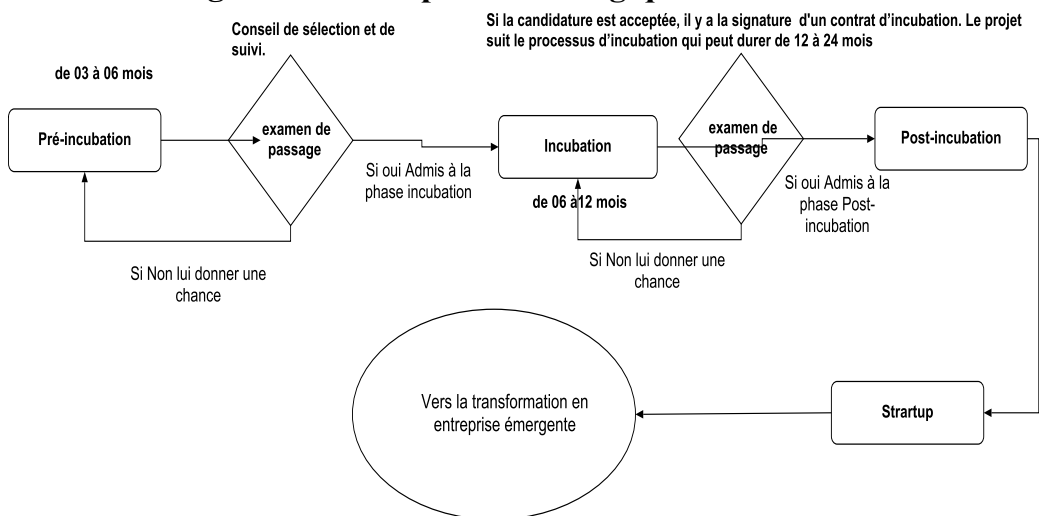 Conseil de sélection et de
suivi.
Si la candidature est acceptée, il y a la signature d'un contrat d'incubation. Le projet
suit le processus d'incubation qui peut durer de 12 à 24 mois
de 03 à 06 mois
Pré-incubation
examen de
passage
Si oui Admis à la
phase incubation
Si Non lui donner une
chance
Incubation
de 06 à12 mois
examen de
passage
Si oui Admis à la
phase Post-
incubation
Si Non lui donner une
chance
Post-incubation
Strartup
Vers la transformation en
entreprise émergente